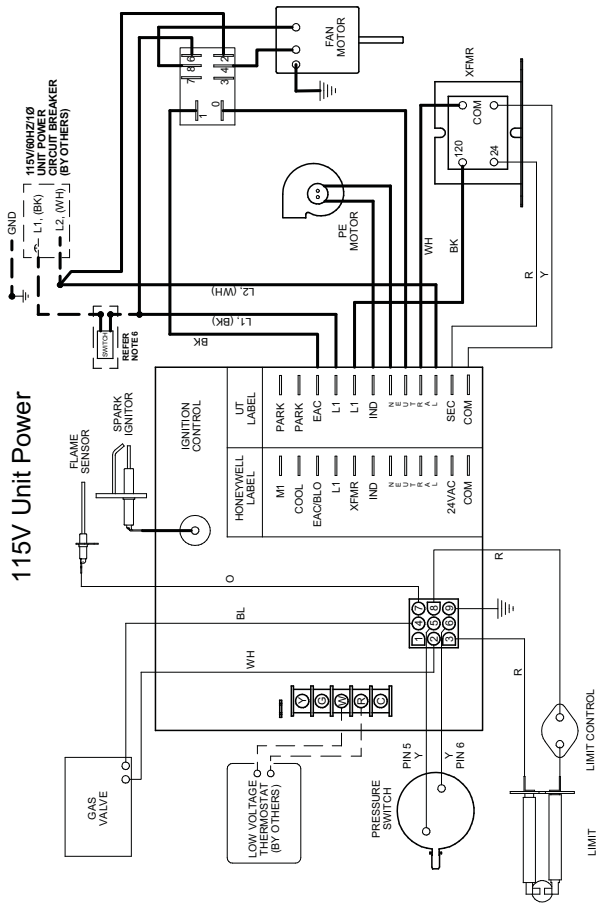 115V Unit Power
GND
115V/60HZ/1Ø
UNIT POWER
CIRCUIT BREAKER
(BY OTHERS)
L1, (BK)
L2, (WH)
SWITCH
REFER
NOTE 6
FLAME
SENSOR
SPARK
IGNITOR
IGNITION
CONTROL
FAN
MOTOR
7 8 6
3 4 2
1 0
PE
MOTOR
XFMR
COM
120
24
WH
BK
R
Y
L2, (WH)
L1, (BK)
BK
HONEYWELL
LABEL
M1
COOL
EAC/BLO
L1
XFMR
IND
N
E
U
T
R
A
L
24VAC
COM
UT
LABEL
PARK
PARK
EAC
L1
L1
IND
N
E
U
T
R
A
L
SEC
COM
O
BL
WH
GAS
VALVE
LOW VOLTAGE
THERMOSTAT
(BY OTHERS)
Y
G
W
R
C
1 4 7
2 5 8
3 6 9
PIN 5
Y
Y
PIN 6
PRESSURE
SWITCH
R
R
LIMIT
LIMIT CONTROL